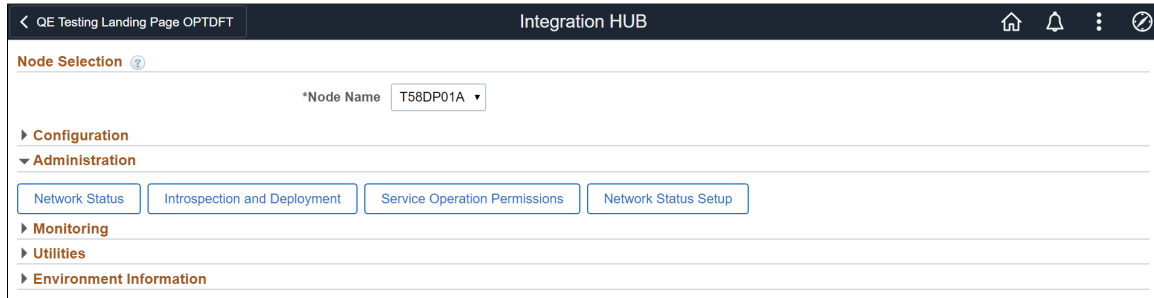 QE Testing Landing Page OPTDFT Integration HUB
Node Selection ?
*Node Name T58DP01A
Configuration
Administration
Network Status Introspection and Deployment Service Operation Permissions Network Status Setup
Monitoring
Utilities
Environment Information